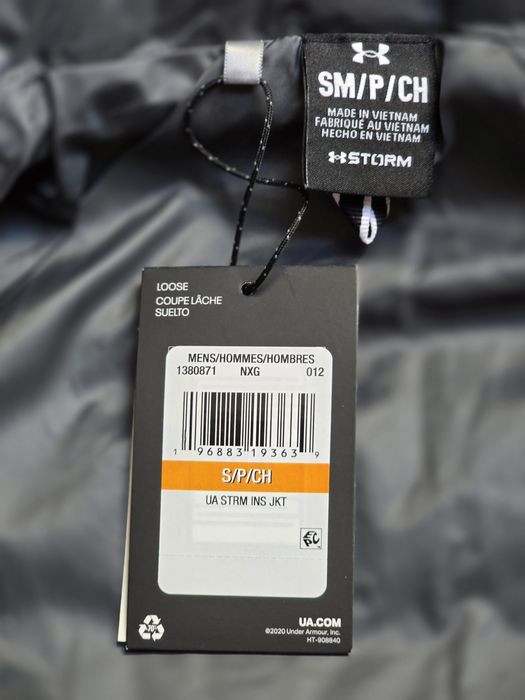 SM/P/CH
MADE IN VIETNAM
FABRIQUÉ AU VIETNAM
HECHO EN VIETNAM
STORM
LOOSE
COUPE LÂCHE
SUELTO
MENS/HOMMES/HOMBRES
1380871 NXG 012
1 96883 19363 9
S/P/CH
UA STRM INS JKT
EPC
70%
UA.COM
©2020 Under Armour, Inc.
HT-908840